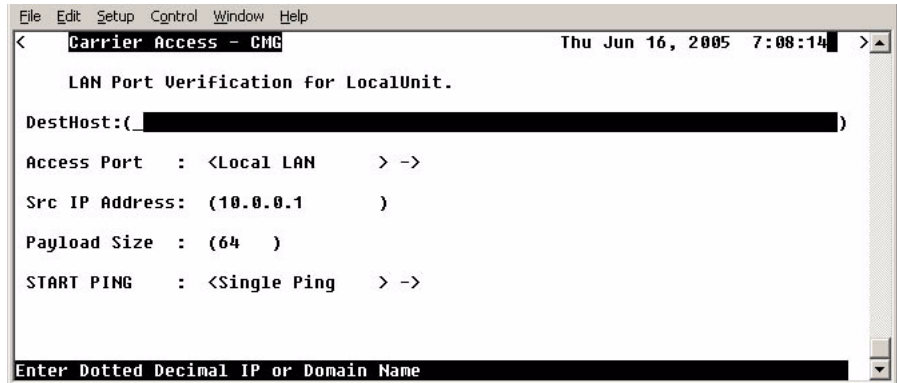 File Edit Setup Control Window Help
< Carrier Access - CMG Thu Jun 16, 2005 7:08:14 >
LAN Port Verification for LocalUnit.
DestHost:(_ )
Access Port : <Local LAN > ->
Src IP Address: (10.0.0.1 )
Payload Size : (64 )
START PING : <Single Ping > ->
Enter Dotted Decimal IP or Domain Name